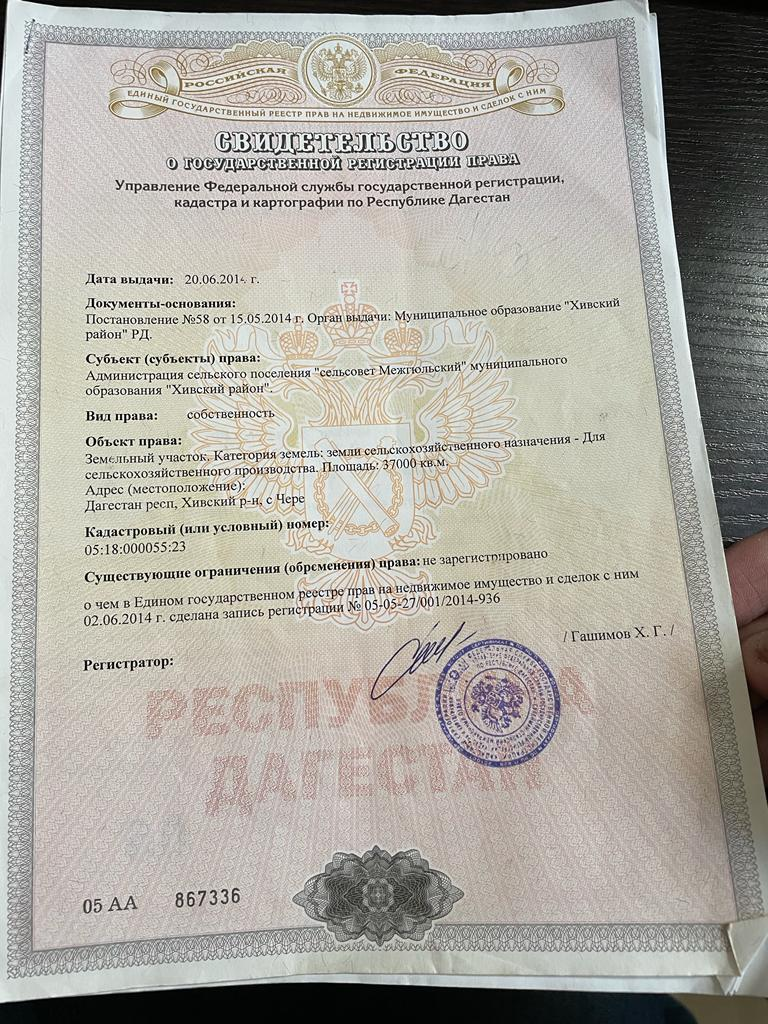 РОССИЙСКАЯ ФЕДЕРАЦИЯ
ЕДИНЫЙ ГОСУДАРСТВЕННЫЙ РЕЕСТР ПРАВ НА НЕДВИЖИМОЕ ИМУЩЕСТВО И СДЕЛОК С НИМ
СВИДЕТЕЛЬСТВО
О ГОСУДАРСТВЕННОЙ РЕГИСТРАЦИИ ПРАВА
Управление Федеральной службы государственной регистрации,
кадастра и картографии по Республике Дагестан
Дата выдачи: 20.06.2014 г.
Документы-основания:
Постановление №58 от 15.05.2014 г. Орган выдачи: Муниципальное образование "Хивский
район" РД.
Субъект (субъекты) права:
Администрация сельского поселения "сельсовет Межгюльский" муниципального
образования "Хивский район".
Вид права: собственность
Объект права:
Земельный участок. Категория земель: земли сельскохозяйственного назначения - Для
сельскохозяйственного производства. Площадь: 37000 кв.м.
Адрес (местоположение):
Дагестан респ, Хивский р-н, с Чере
Кадастровый (или условный) номер:
05:18:000055:23
Существующие ограничения (обременения) права: не зарегистрировано
о чем в Едином государственном реестре прав на недвижимое имущество и сделок с ним
02.06.2014 г. сделана запись регистрации № 05-05-27/001/2014-936
Регистратор: / Гашимов Х. Г. /
РЕСПУБЛИКА
ДАГЕСТАН
05 АА 867336